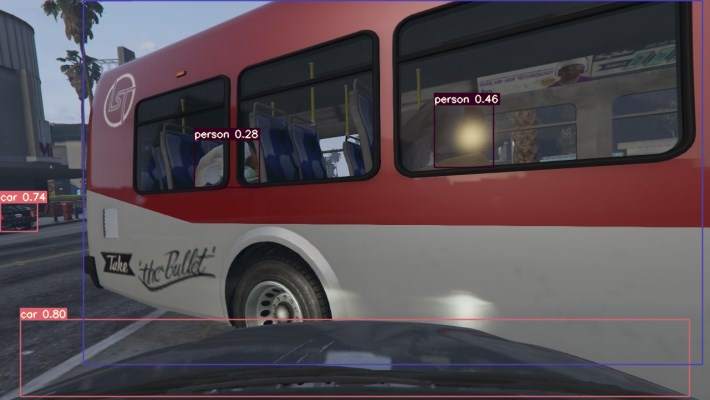 person 0.46
person 0.28
car 0.74
Take
'the Bullet'
car 0.80